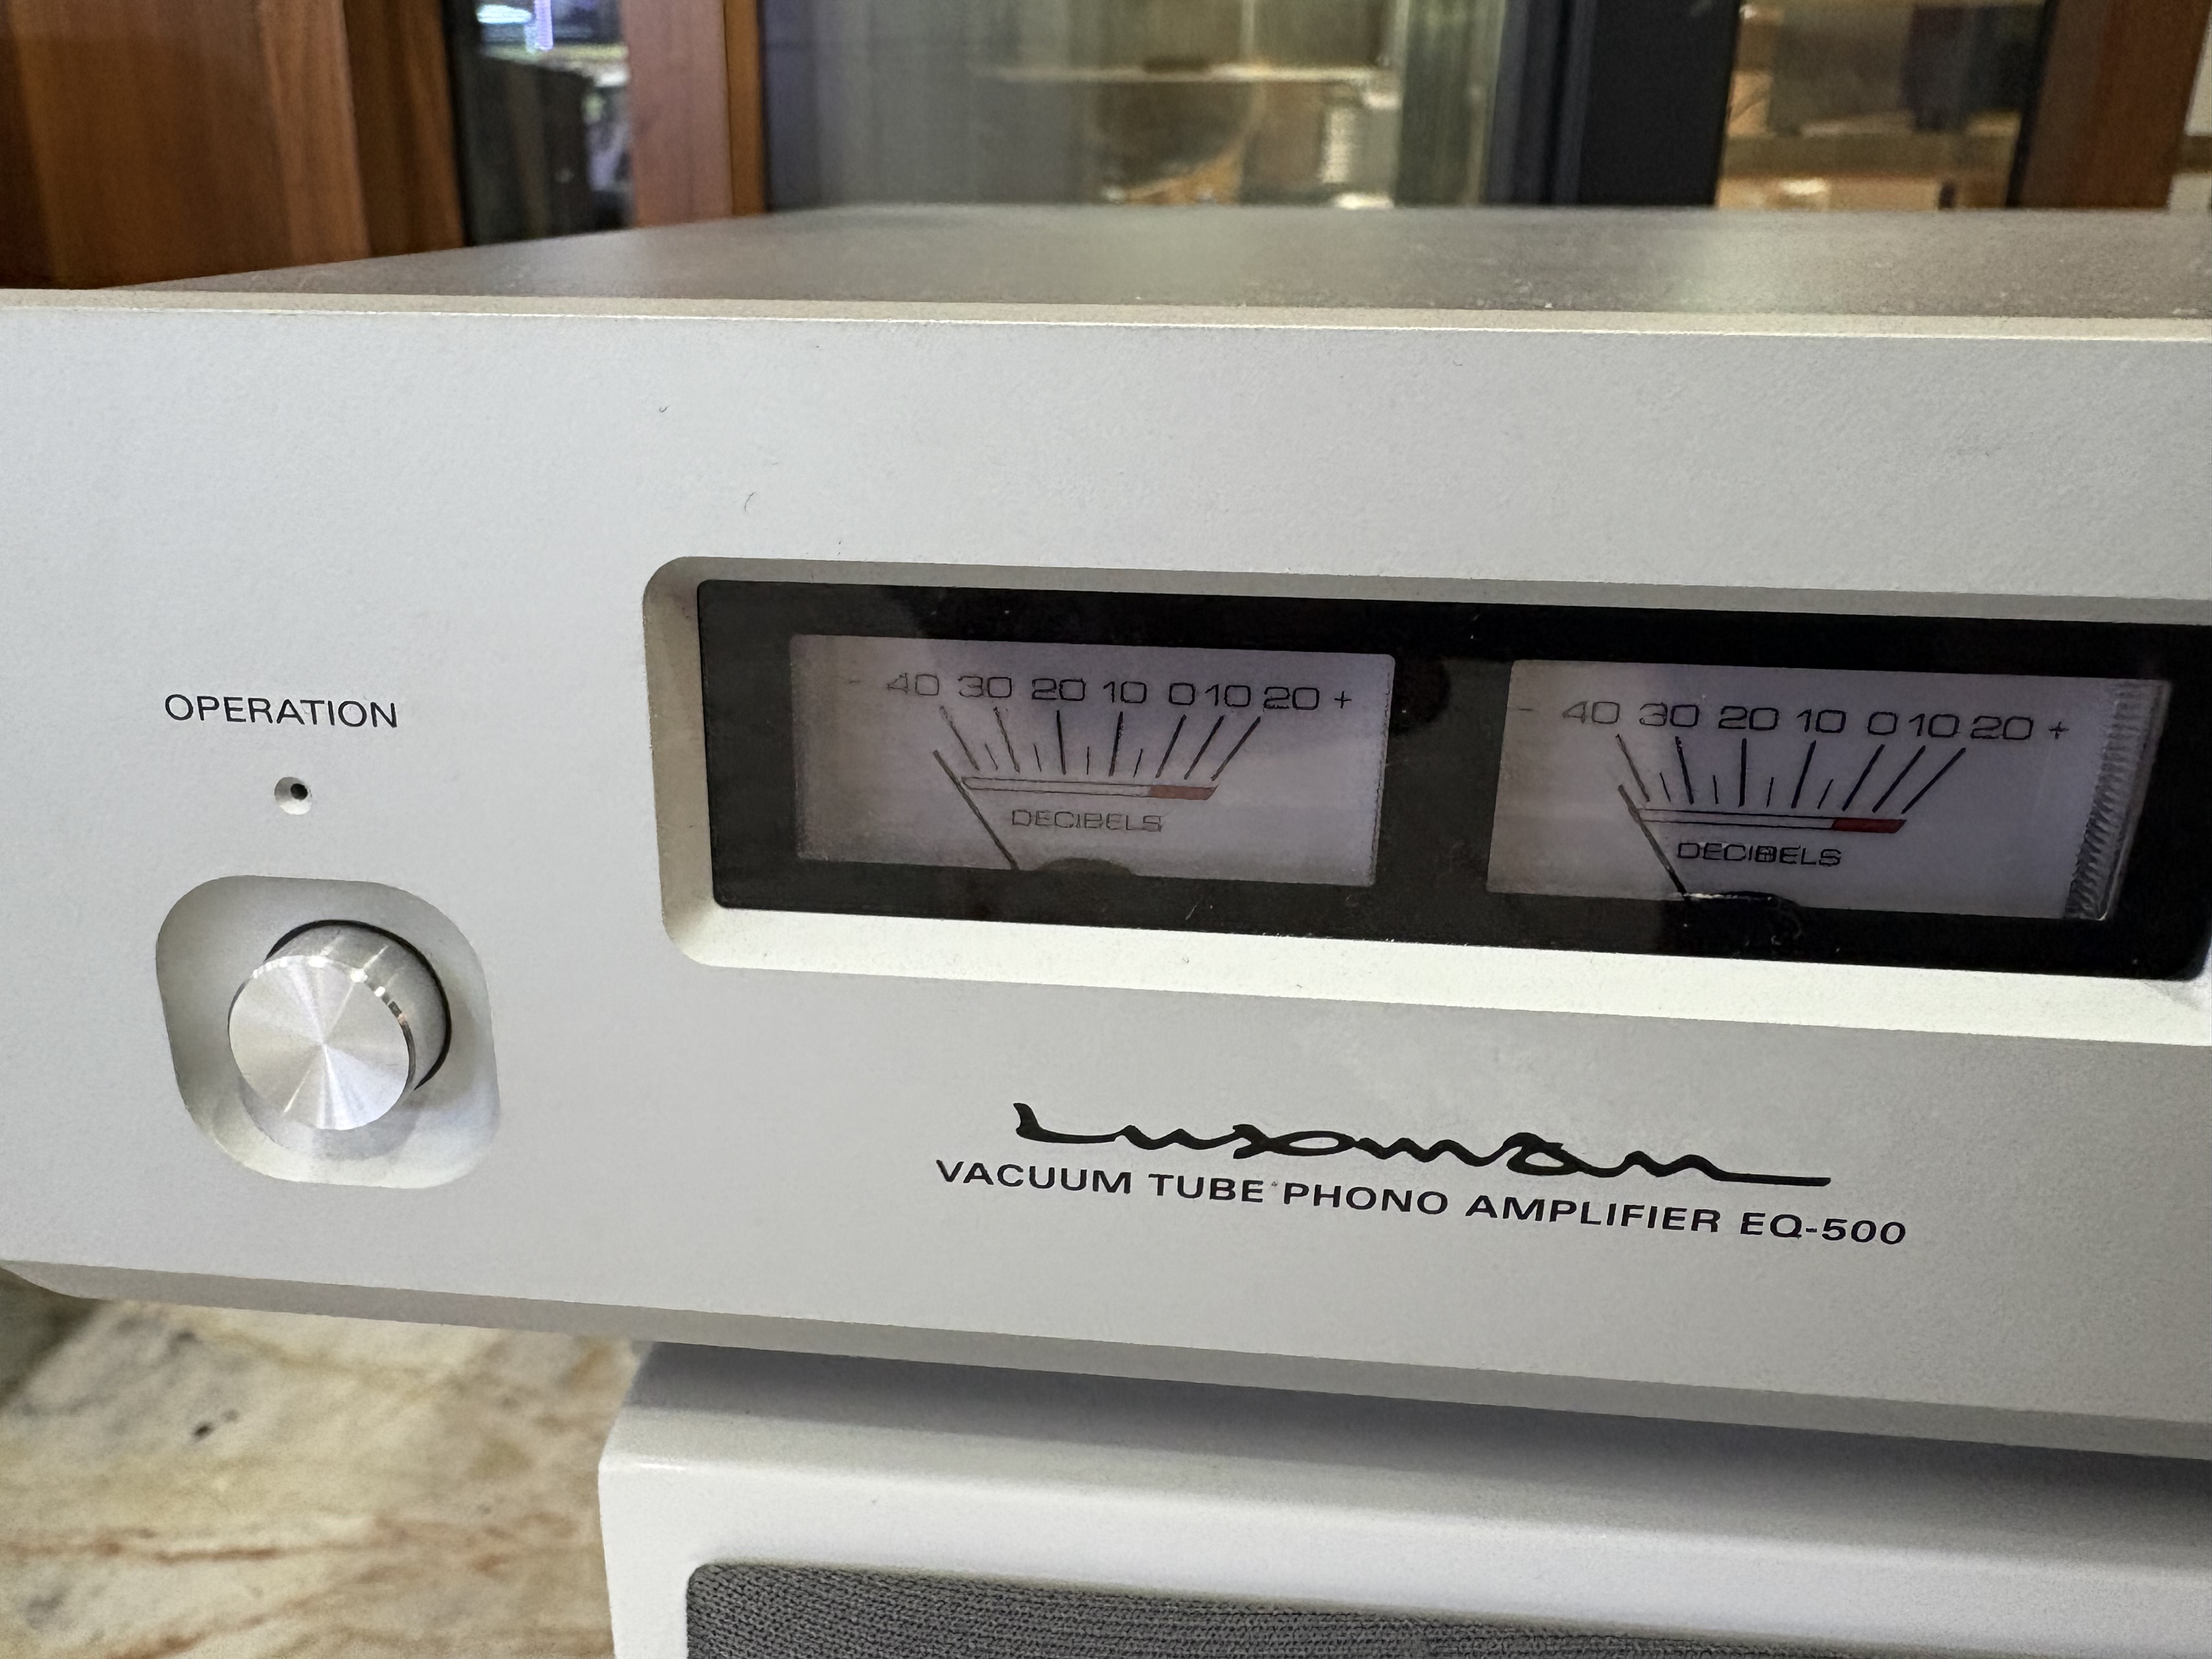 OPERATION
- 40 30 20 10 0 10 20 +
DECIBELS
- 40 30 20 10 0 10 20 +
DECIBELS
Luxman
VACUUM TUBE PHONO AMPLIFIER EQ-500